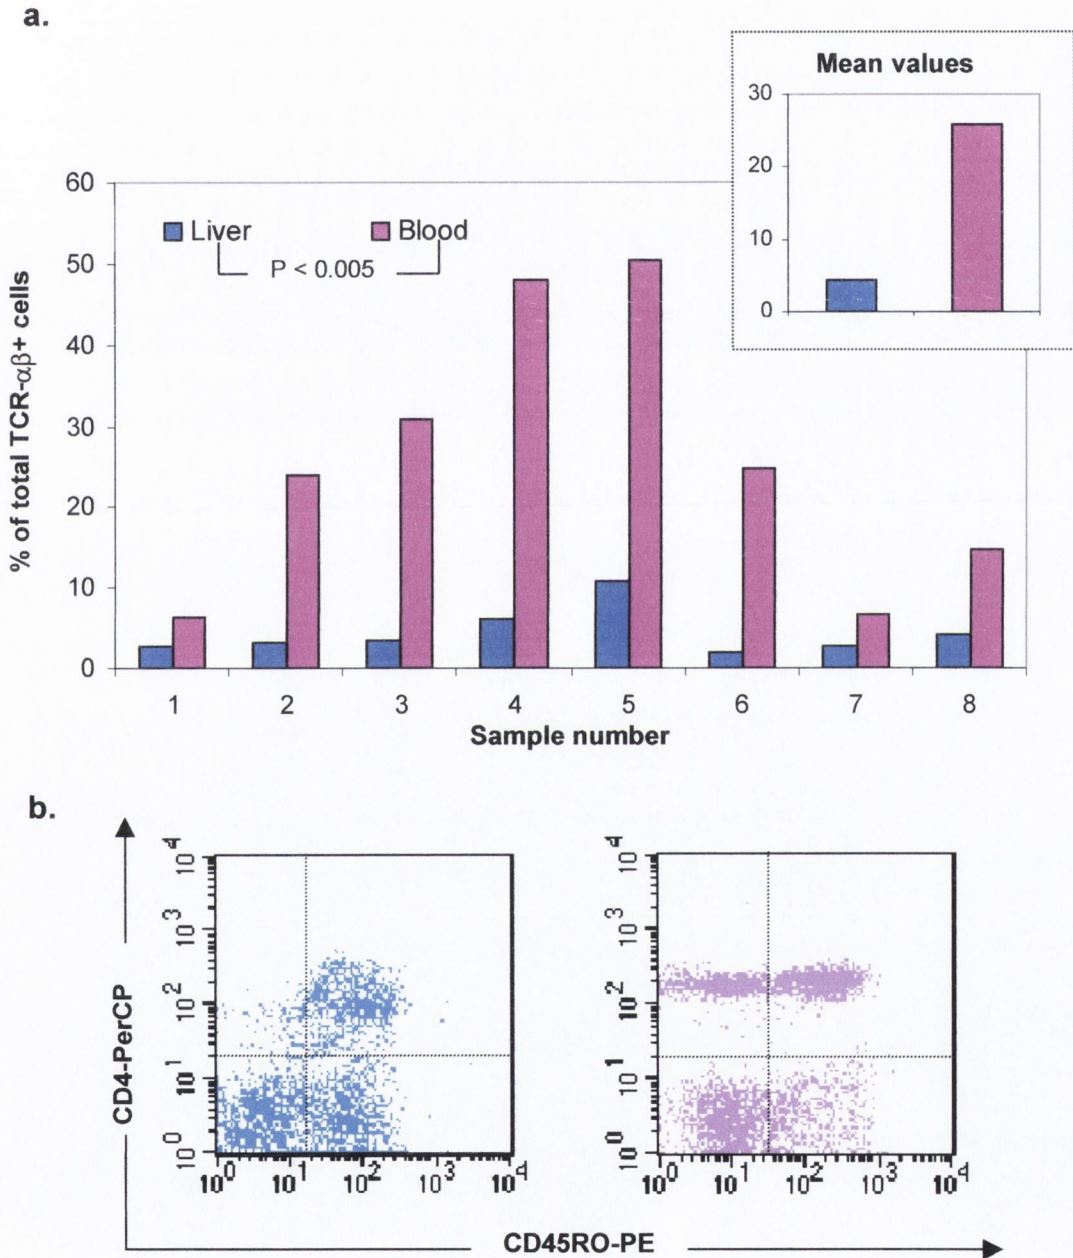 a.
Mean values
30
20
10
0
60
50
40
30
20
10
0
% of total TCR-αβ+ cells
Liver Blood
P < 0.005
1 2 3 4 5 6 7 8
Sample number
b.
CD4-PerCP
10⁴
10³
10²
10¹
10⁰
10⁰ 10¹ 10² 10³ 10⁴
10⁴
10³
10²
10¹
10⁰
10⁰ 10¹ 10² 10³ 10⁴
CD45RO-PE